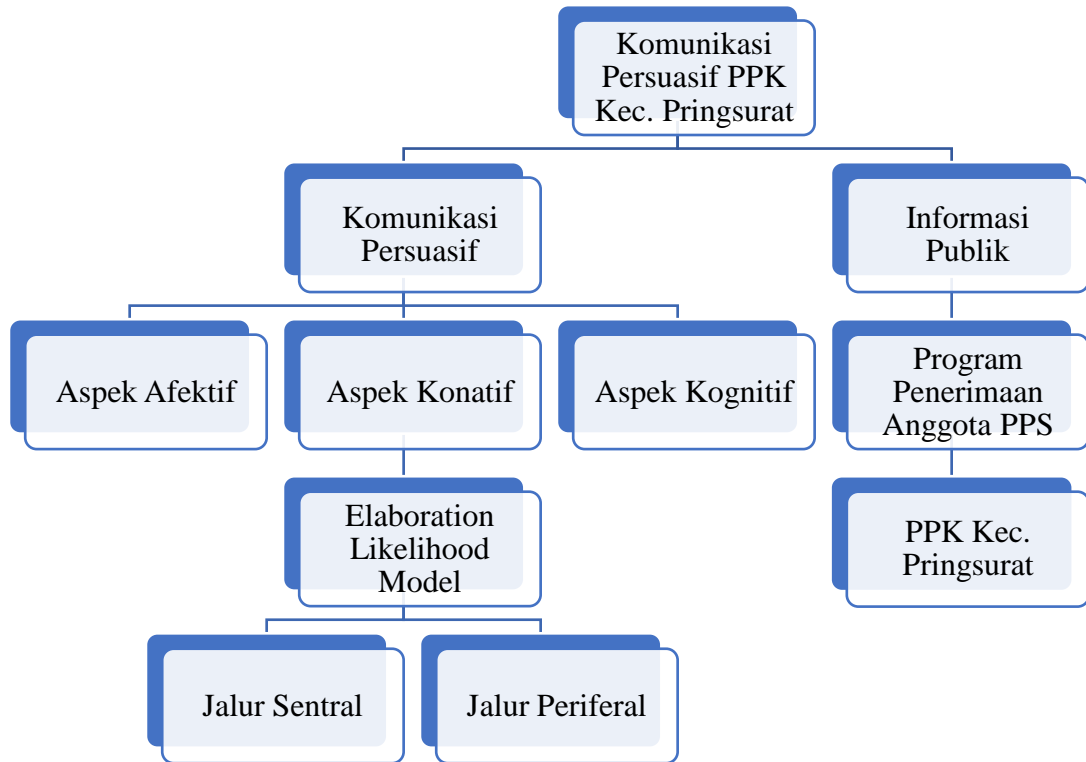 Komunikasi
Persuasif PPK
Kec. Pringsurat
Komunikasi
Persuasif
Informasi
Publik
Aspek Afektif
Aspek Konatif
Aspek Kognitif
Program
Penerimaan
Anggota PPS
Elaboration
Likelihood
Model
PPK Kec.
Pringsurat
Jalur Sentral
Jalur Periferal